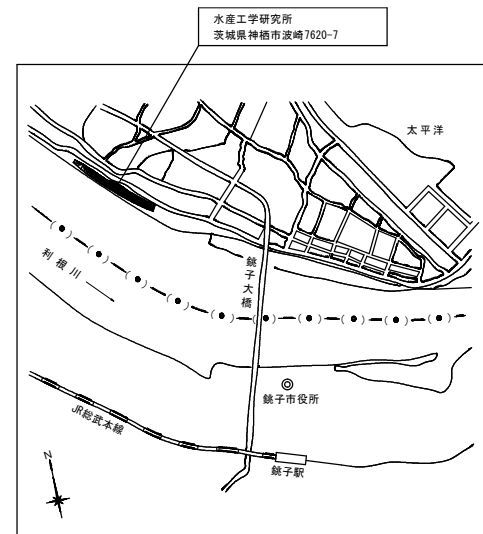 水産工学研究所
茨城県神栖市波崎7620-7
太平洋
利根川
銚子大橋
銚子市役所
JR総武本線
銚子駅
N